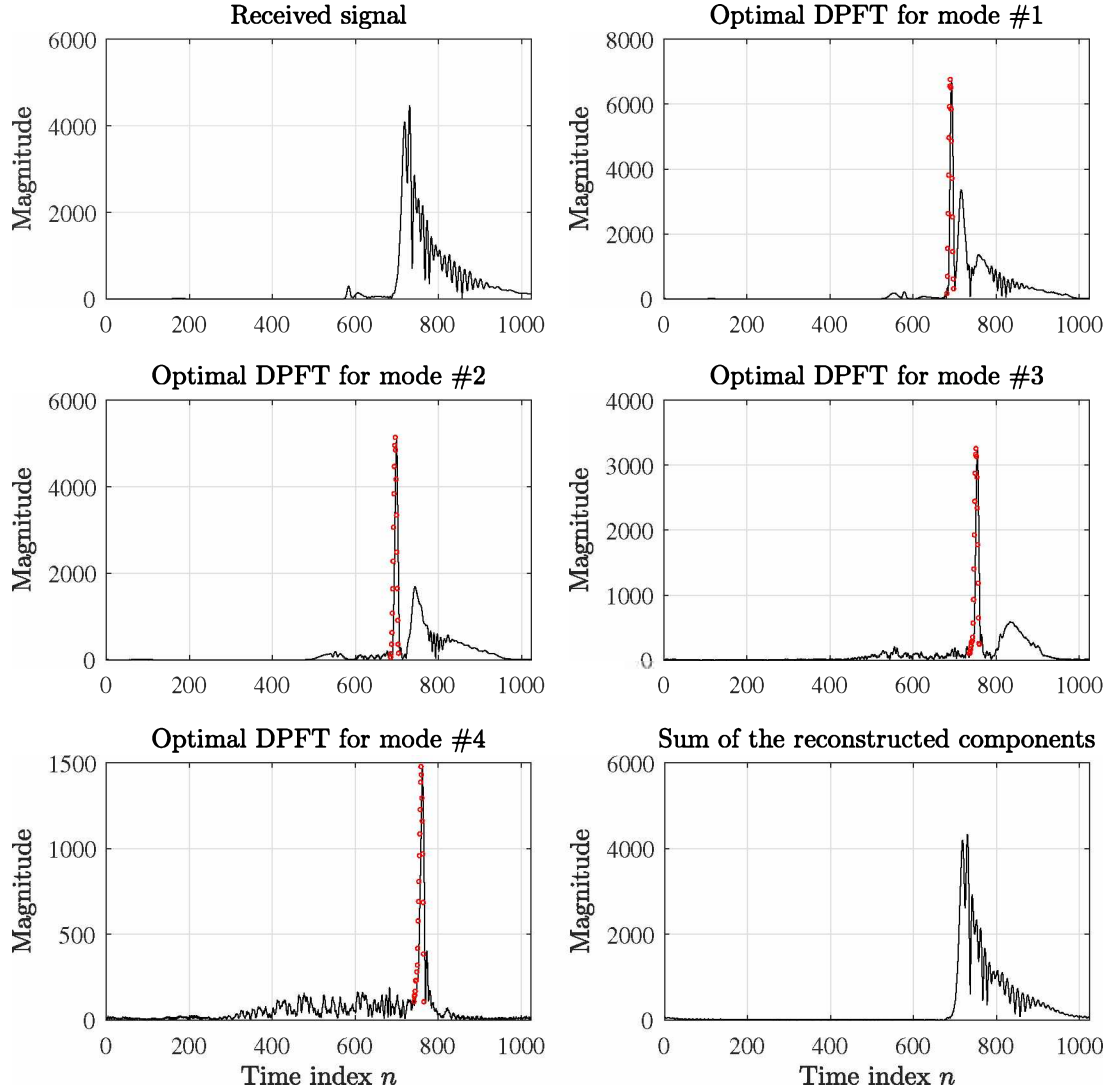 Received signal
Magnitude
6000
4000
2000
0
0 200 400 600 800 1000
Optimal DPFT for mode #1
Magnitude
8000
6000
4000
2000
0
0 200 400 600 800 1000
Optimal DPFT for mode #2
Magnitude
6000
4000
2000
0
0 200 400 600 800 1000
Optimal DPFT for mode #3
Magnitude
4000
3000
2000
1000
0
0 200 400 600 800 1000
Optimal DPFT for mode #4
Magnitude
1500
1000
500
0
0 200 400 600 800 1000
Time index n
Sum of the reconstructed components
Magnitude
6000
4000
2000
0
0 200 400 600 800 1000
Time index n